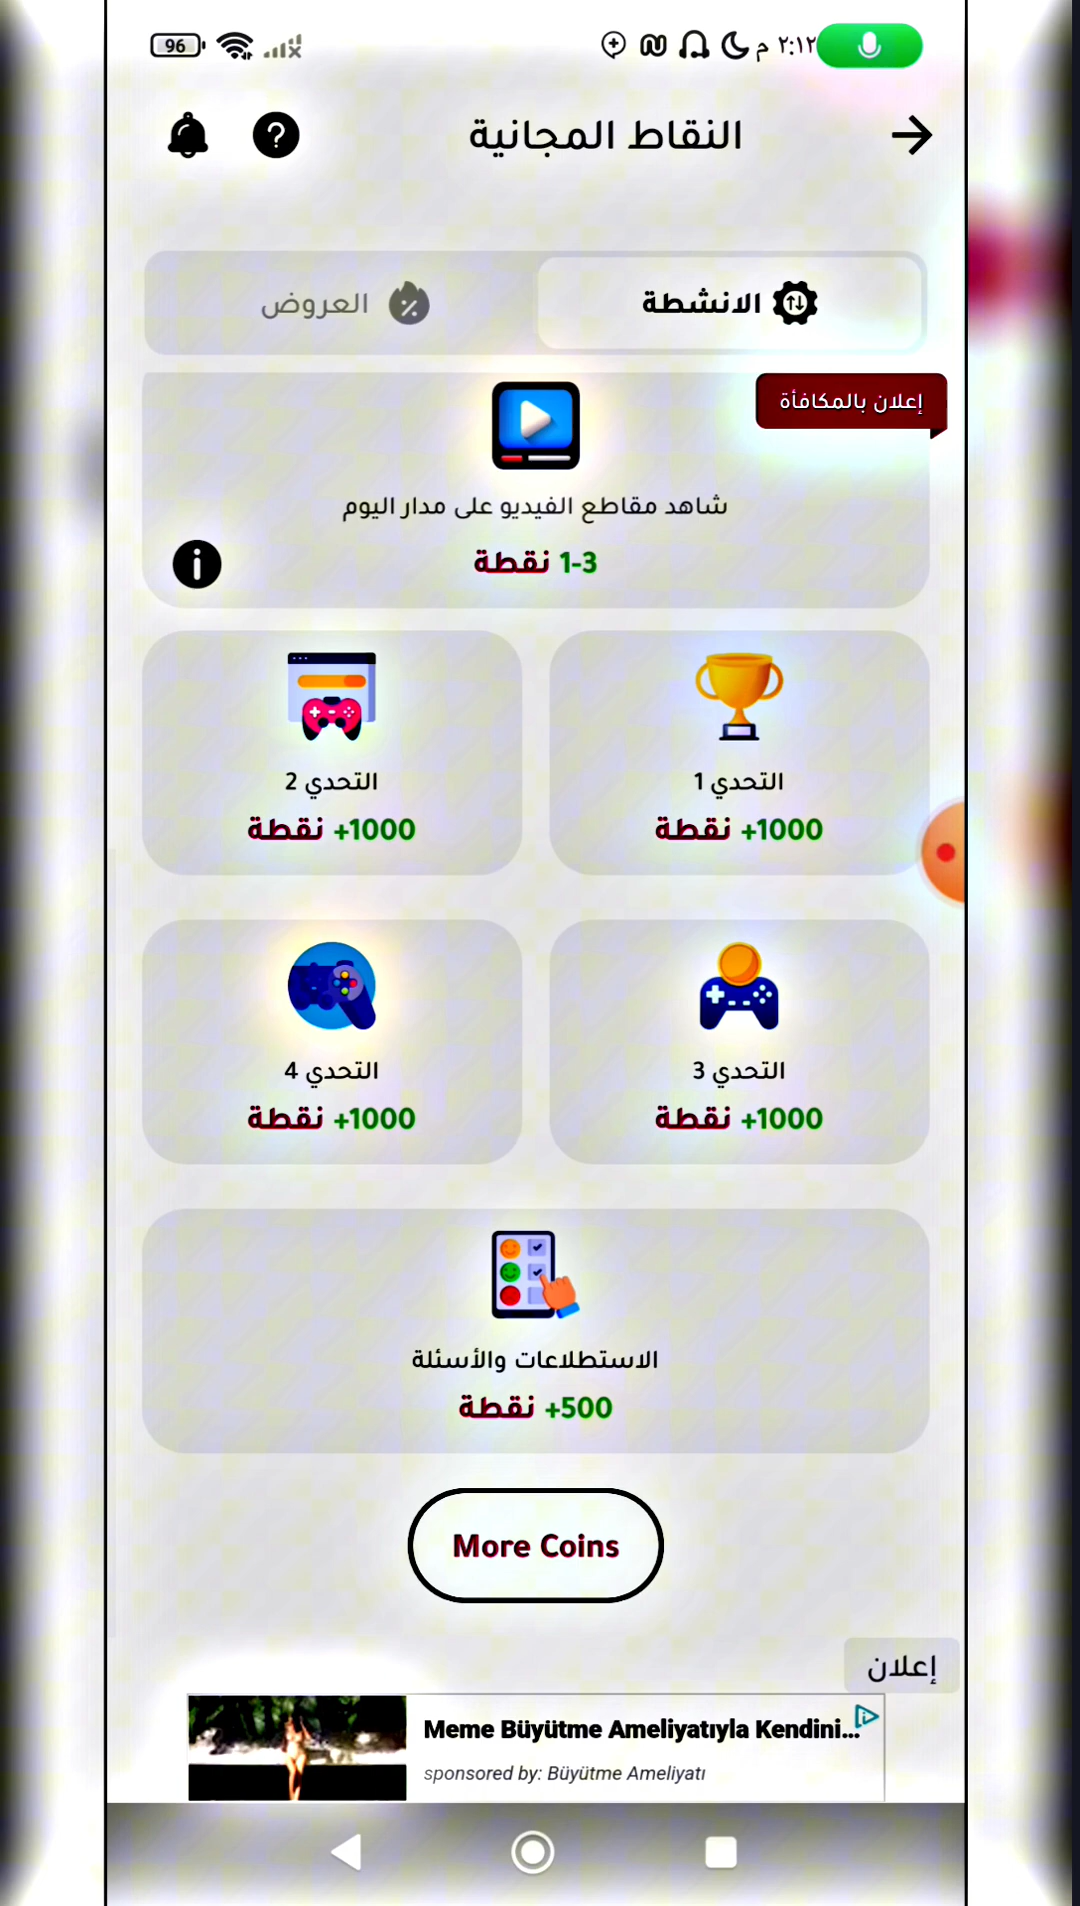 96
٢:١٢ م
النقاط المجانية
الانشطة
العروض
إعلان بالمكافأة
شاهد مقاطع الفيديو على مدار اليوم
1-3 نقطة
التحدي 1
+1000 نقطة
التحدي 2
+1000 نقطة
التحدي 3
+1000 نقطة
التحدي 4
+1000 نقطة
الاستطلاعات والأسئلة
+500 نقطة
More Coins
إعلان
Meme Büyütme Ameliyatıyla Kendini...
sponsored by: Büyütme Ameliyatı